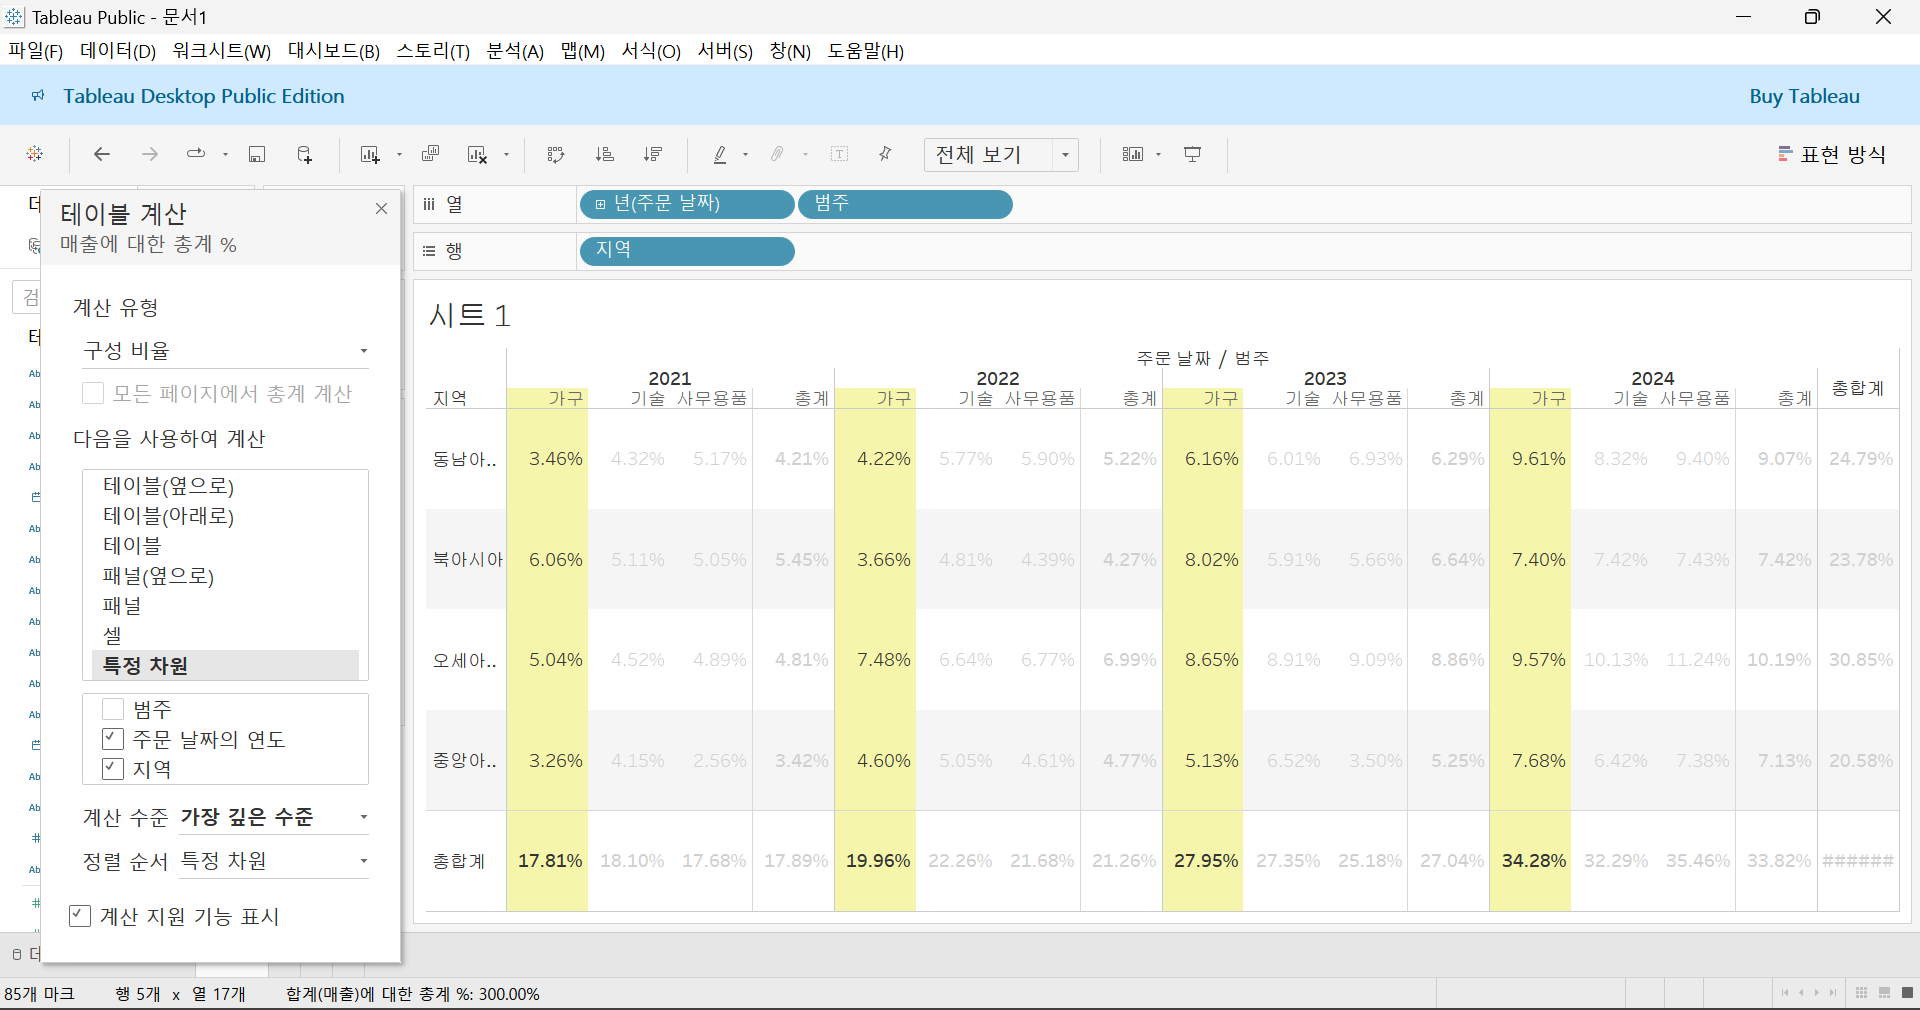 Tableau Public - 문서1
파일(F) 데이터(D) 워크시트(W) 대시보드(B) 스토리(T) 분석(A) 맵(M) 서식(O) 서버(S) 창(N) 도움말(H)
Tableau Desktop Public Edition
Buy Tableau
전체 보기
표현 방식
테이블 계산
매출에 대한 총계 %
계산 유형
구성 비율
모든 페이지에서 총계 계산
다음을 사용하여 계산
테이블(옆으로)
테이블(아래로)
테이블
패널(옆으로)
패널
셀
특정 차원
범주
주문 날짜의 연도
지역
계산 수준 가장 깊은 수준
정렬 순서 특정 차원
계산 지원 기능 표시
열 년(주문 날짜) 범주
행 지역
시트 1
주문 날짜 / 범주
2021 2022 2023 2024 총합계
지역 가구 기술 사무용품 총계 가구 기술 사무용품 총계 가구 기술 사무용품 총계 가구 기술 사무용품 총계
동남아.. 3.46% 4.32% 5.17% 4.21% 4.22% 5.77% 5.90% 5.22% 6.16% 6.01% 6.93% 6.29% 9.61% 8.32% 9.40% 9.07% 24.79%
북아시아 6.06% 5.11% 5.05% 5.45% 3.66% 4.81% 4.39% 4.27% 8.02% 5.91% 5.66% 6.64% 7.40% 7.42% 7.43% 7.42% 23.78%
오세아.. 5.04% 4.52% 4.89% 4.81% 7.48% 6.64% 6.77% 6.99% 8.65% 8.91% 9.09% 8.86% 9.57% 10.13% 11.24% 10.19% 30.85%
중앙아.. 3.26% 4.15% 2.56% 3.42% 4.60% 5.05% 4.61% 4.77% 5.13% 6.52% 3.50% 5.25% 7.68% 6.42% 7.38% 7.13% 20.58%
총합계 17.81% 18.10% 17.68% 17.89% 19.96% 22.26% 21.68% 21.26% 27.95% 27.35% 25.18% 27.04% 34.28% 32.29% 35.46% 33.82% ######
85개 마크 행 5개 x 열 17개 합계(매출)에 대한 총계 %: 300.00%